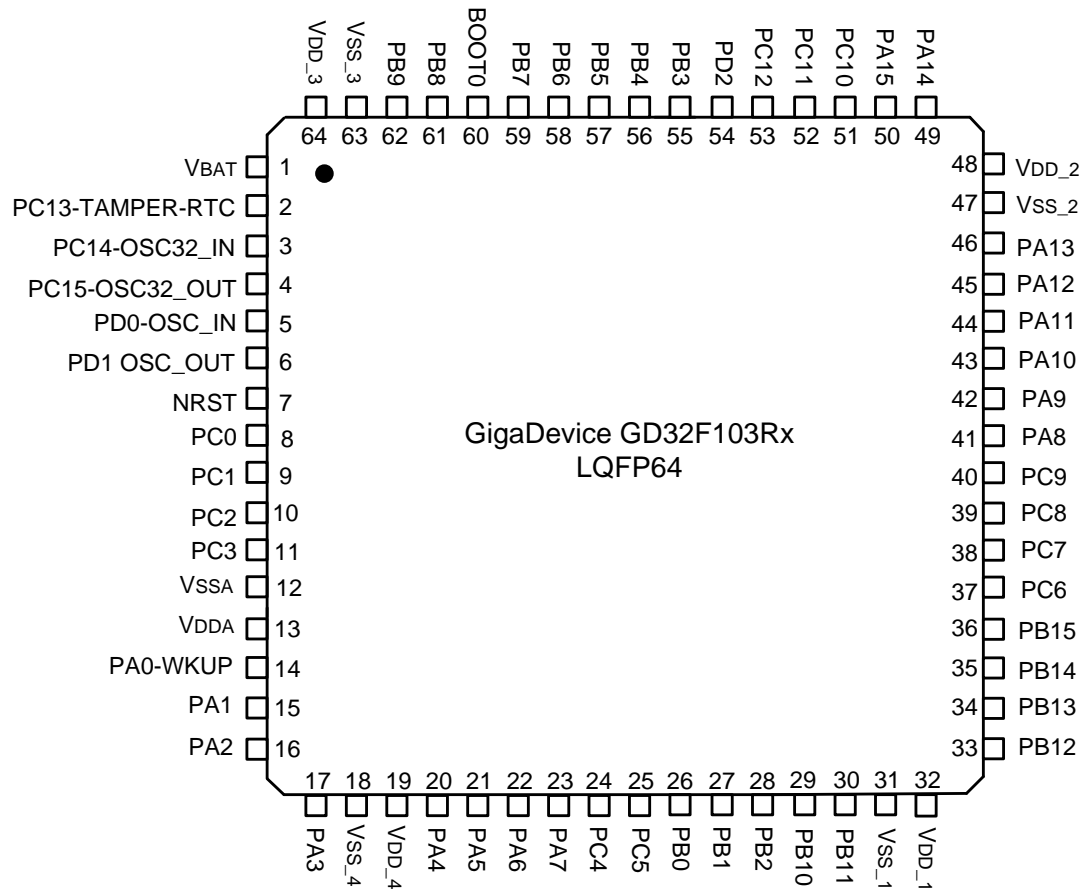 VDD_3
VSS_3
PB9
PB8
BOOT0
PB7
PB6
PB5
PB4
PB3
PD2
PC12
PC11
PC10
PA15
PA14
64 63 62 61 60 59 58 57 56 55 54 53 52 51 50 49
VBAT 1
PC13-TAMPER-RTC 2
PC14-OSC32_IN 3
PC15-OSC32_OUT 4
PD0-OSC_IN 5
PD1 OSC_OUT 6
NRST 7
PC0 8
PC1 9
PC2 10
PC3 11
VSSA 12
VDDA 13
PA0-WKUP 14
PA1 15
PA2 16
GigaDevice GD32F103Rx
LQFP64
48 VDD_2
47 VSS_2
46 PA13
45 PA12
44 PA11
43 PA10
42 PA9
41 PA8
40 PC9
39 PC8
38 PC7
37 PC6
36 PB15
35 PB14
34 PB13
33 PB12
17 18 19 20 21 22 23 24 25 26 27 28 29 30 31 32
PA3
VSS_4
VDD_4
PA4
PA5
PA6
PA7
PC4
PC5
PB0
PB1
PB2
PB10
PB11
VSS_1
VDD_1